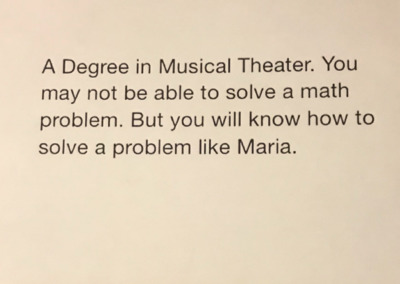 A Degree in Musical Theater. You
may not be able to solve a math
problem. But you will know how to
solve a problem like Maria.